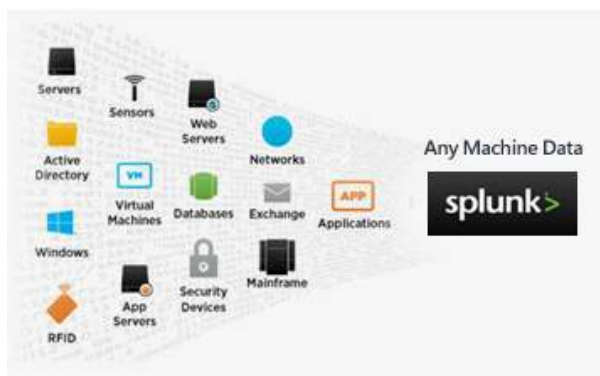 Servers
Sensors
Web
Servers
Networks
Active
Directory
VM
Virtual
Machines
Databases
Exchange
APP
Applications
Windows
App
Servers
Security
Devices
Mainframe
RFID
Any Machine Data
splunk>